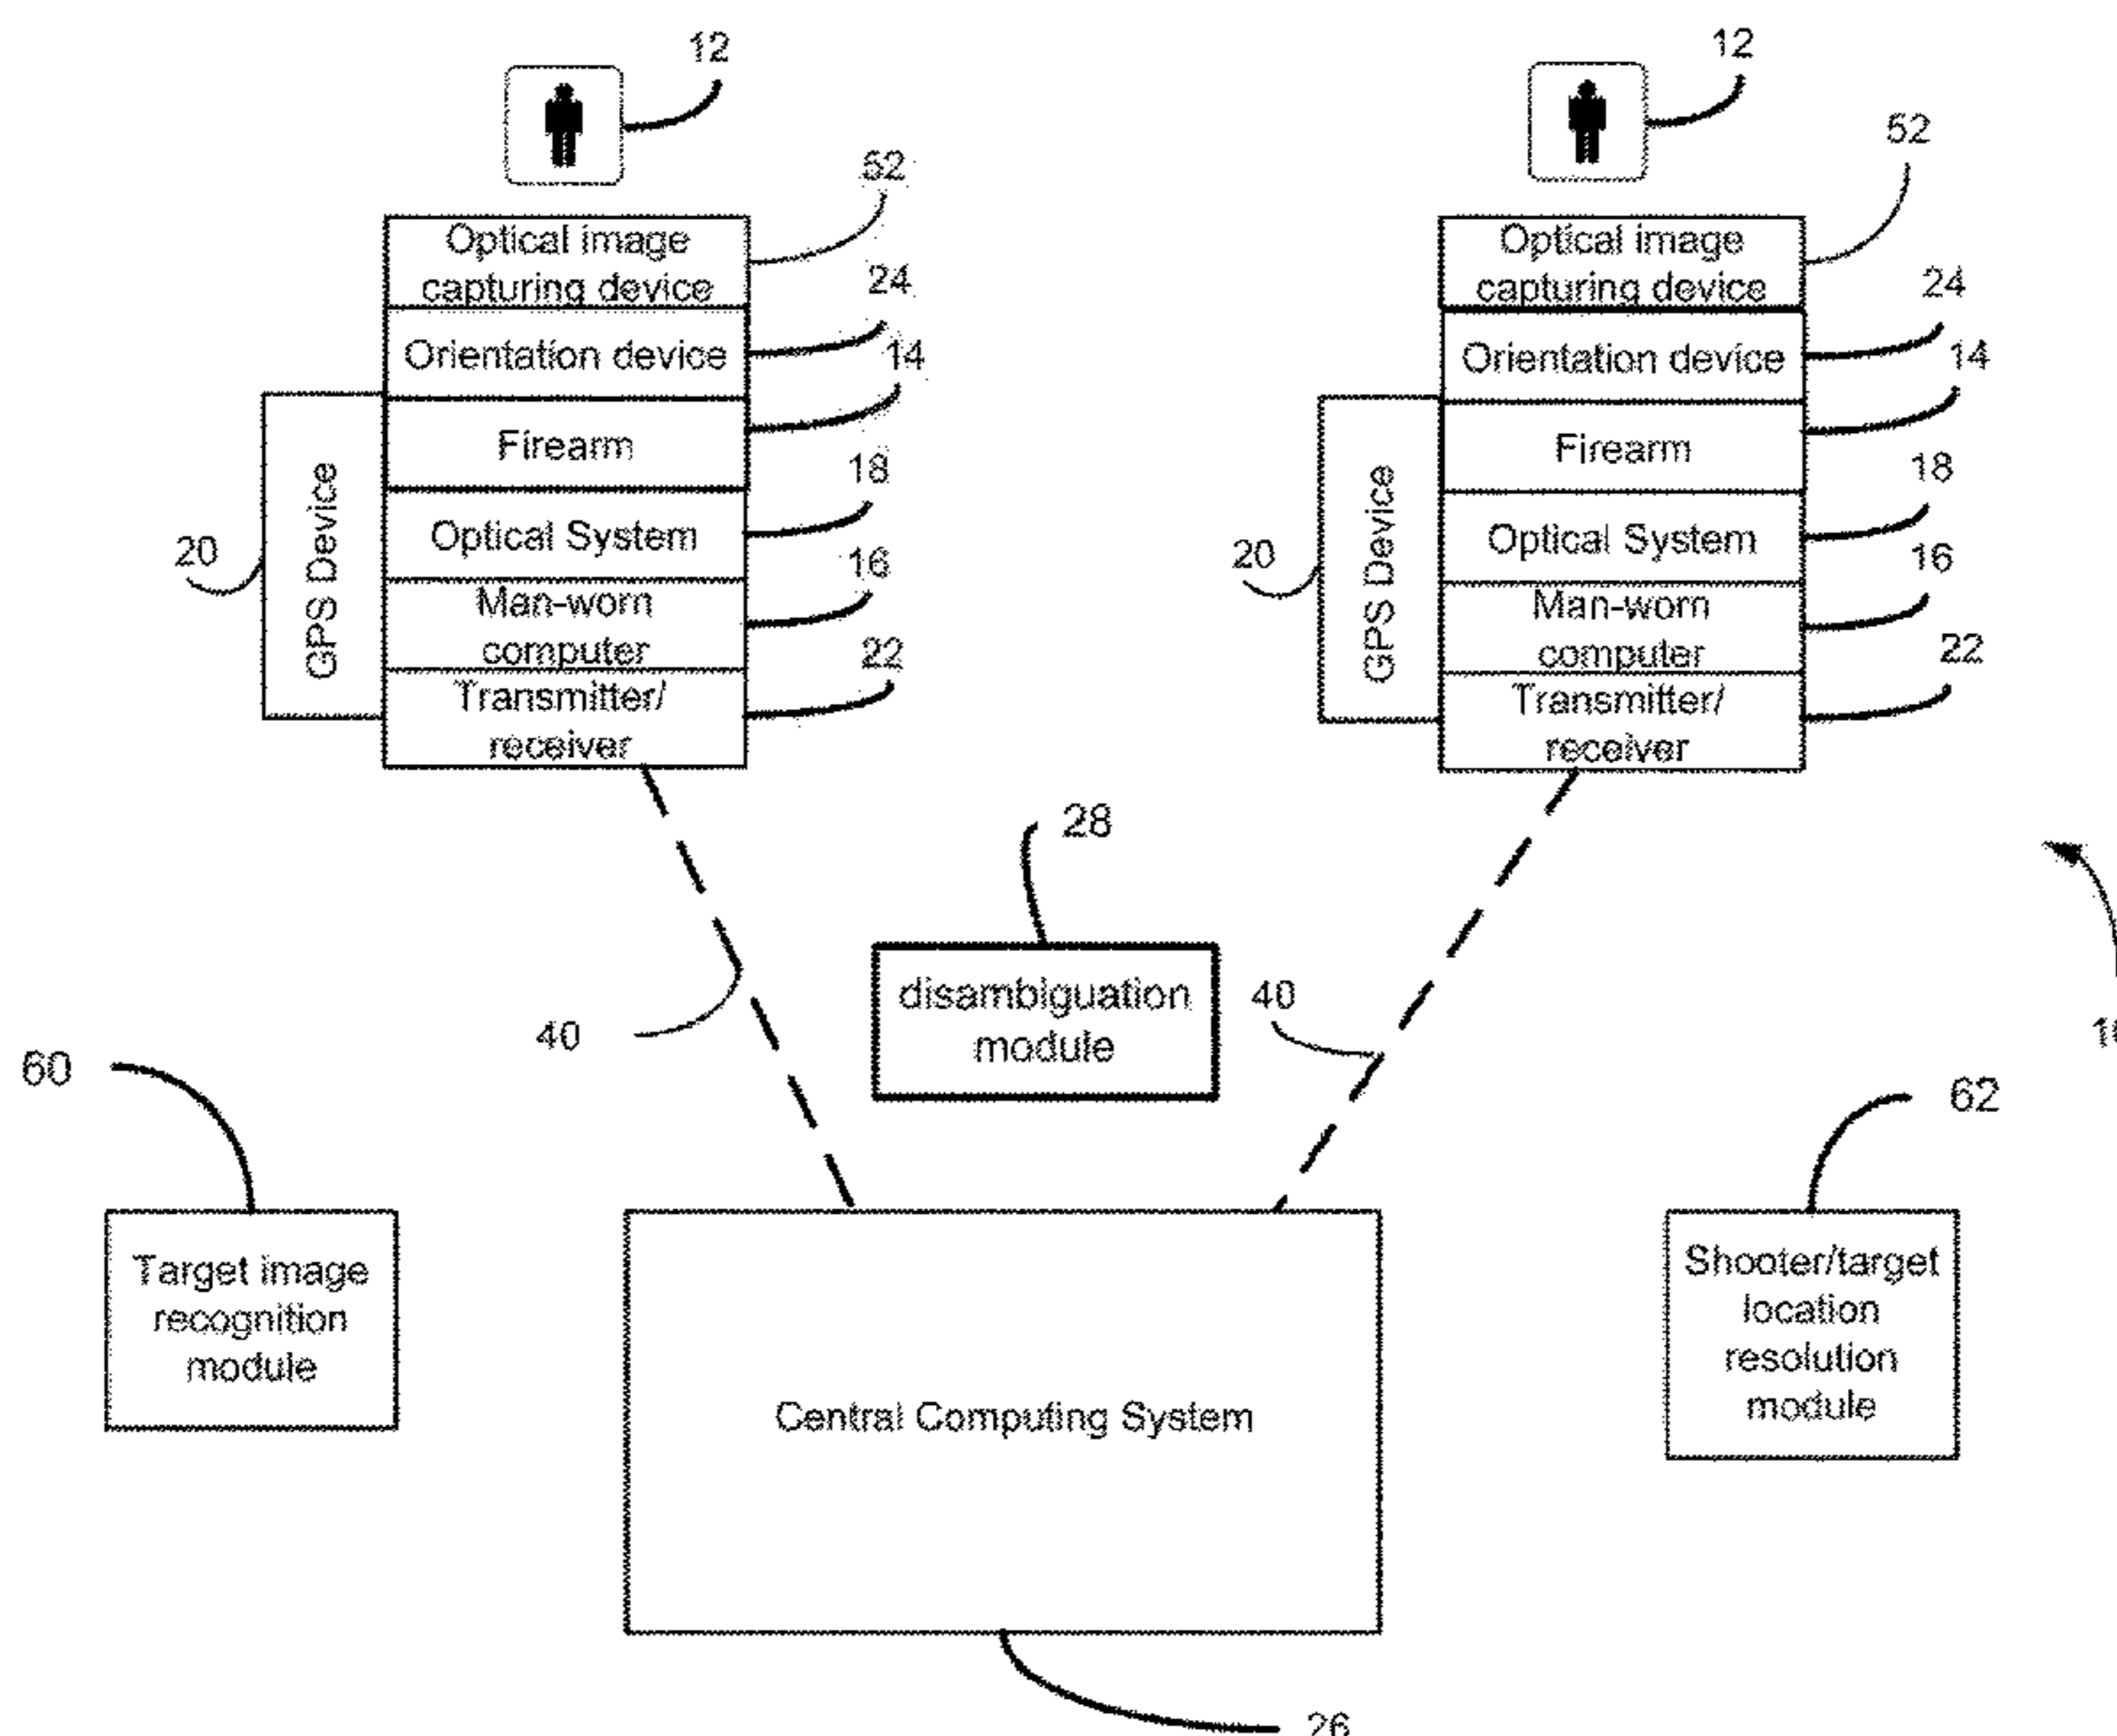 12
52
Optical image
capturing device
24
Orientation device
14
Firearm
18
Optical System
16
Man-worn
computer
22
Transmitter/
receiver
GPS Device
20
12
52
Optical image
capturing device
24
Orientation device
14
Firearm
18
Optical System
16
Man-worn
computer
22
Transmitter/
receiver
GPS Device
20
28
disambiguation
module
40
40
60
Target image
recognition
module
62
Shooter/target
location
resolution
module
Central Computing System
26